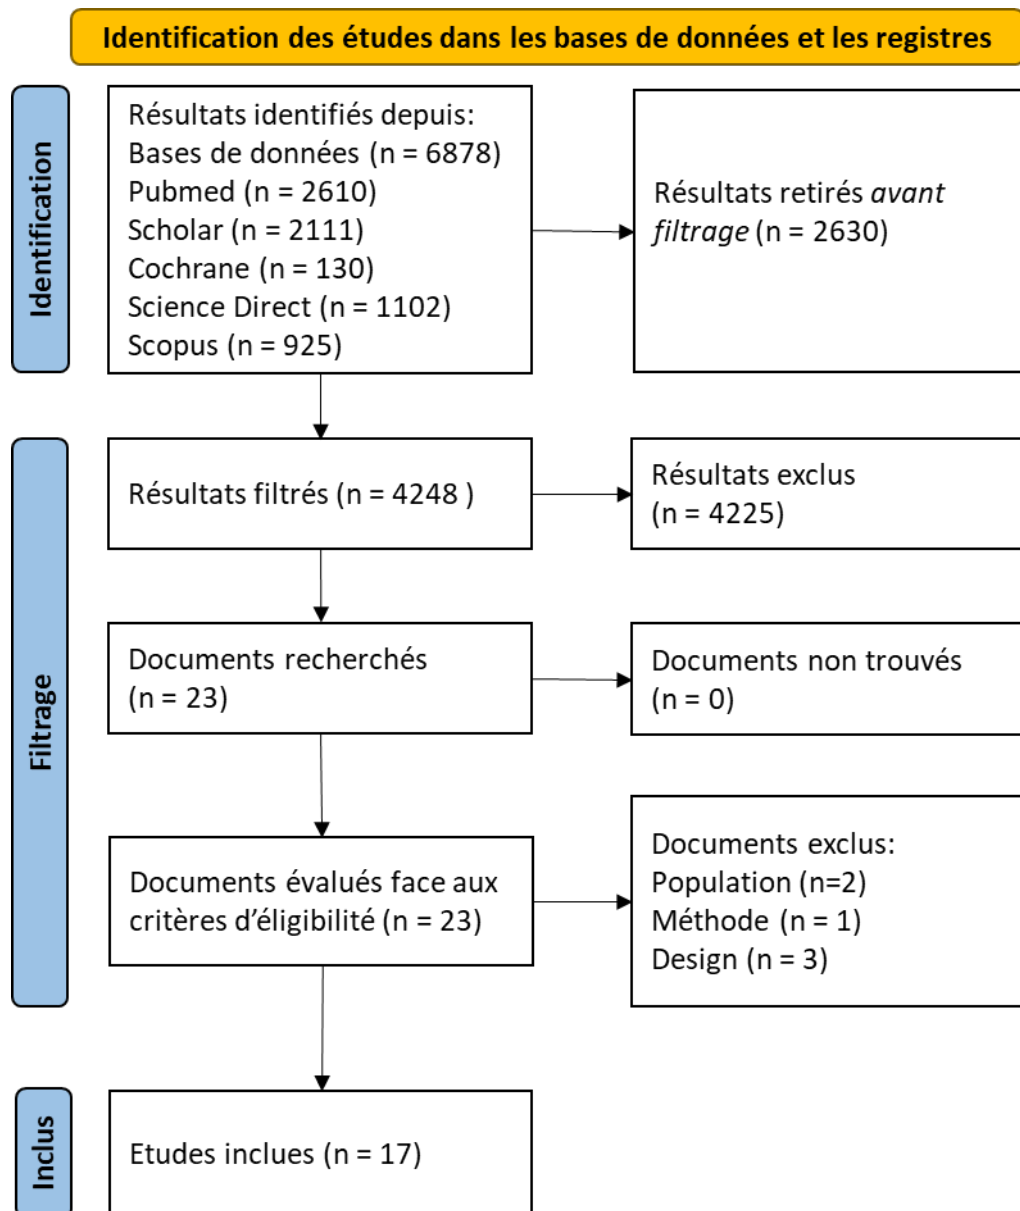 Identification des études dans les bases de données et les registres
Identification
Résultats identifiés depuis:
Bases de données (n = 6878)
Pubmed (n = 2610)
Scholar (n = 2111)
Cochrane (n = 130)
Science Direct (n = 1102)
Scopus (n = 925)
Résultats retirés avant
filtrage (n = 2630)
Filtrage
Résultats filtrés (n = 4248 )
Résultats exclus
(n = 4225)
Documents recherchés
(n = 23)
Documents non trouvés
(n = 0)
Documents évalués face aux
critères d’éligibilité (n = 23)
Documents exclus:
Population (n=2)
Méthode (n = 1)
Design (n = 3)
Inclus
Etudes inclues (n = 17)